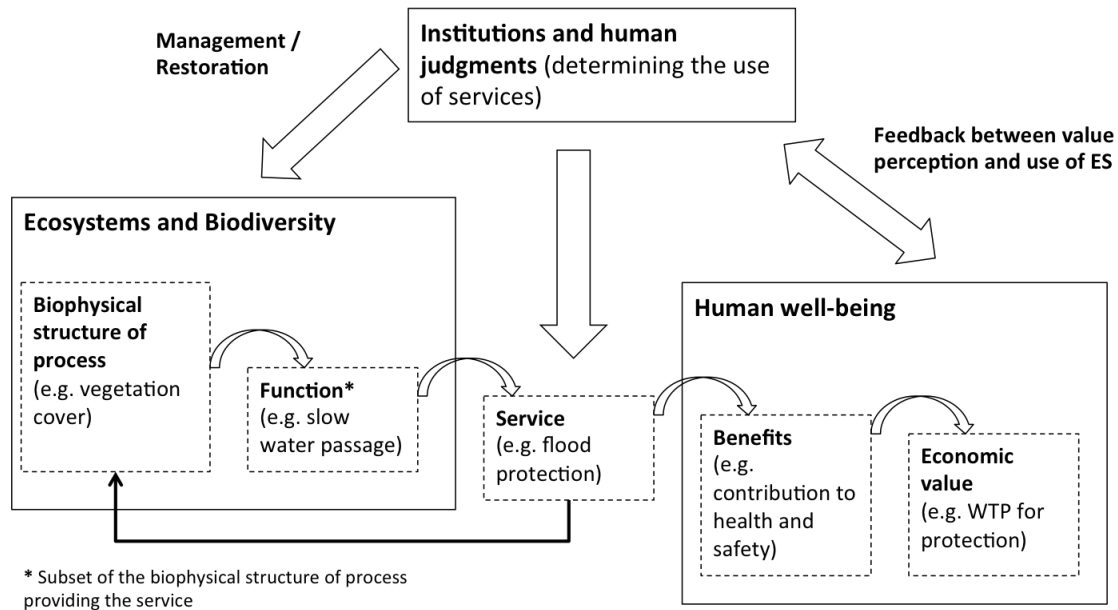 Management /
Restoration
Institutions and human
judgments (determining the use
of services)
Feedback between value
perception and use of ES
Ecosystems and Biodiversity
Biophysical
structure of
process
(e.g. vegetation
cover)
Function*
(e.g. slow
water passage)
Service
(e.g. flood
protection)
Human well-being
Benefits
(e.g.
contribution to
health and
safety)
Economic
value
(e.g. WTP for
protection)
* Subset of the biophysical structure of process
providing the service